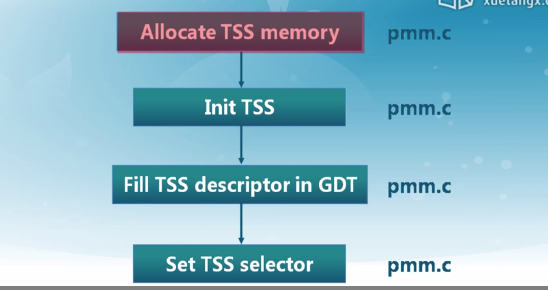 xuetangx.c
Allocate TSS memory pmm.c
Init TSS pmm.c
Fill TSS descriptor in GDT pmm.c
Set TSS selector pmm.c